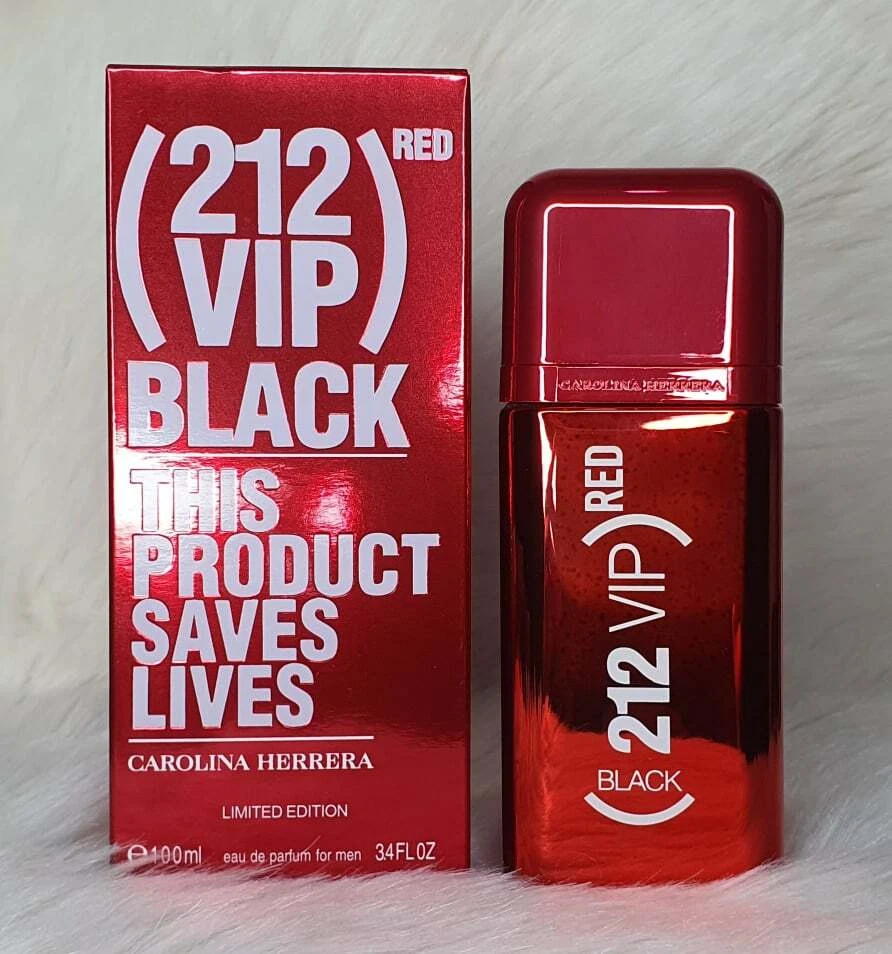 (212
VIP) RED
BLACK
THIS
PRODUCT
SAVES
LIVES
CAROLINA HERRERA
LIMITED EDITION
℮100ml eau de parfum for men 3.4FL OZ
CAROLINA HERRERA
(BLACK) 212 VIP) RED